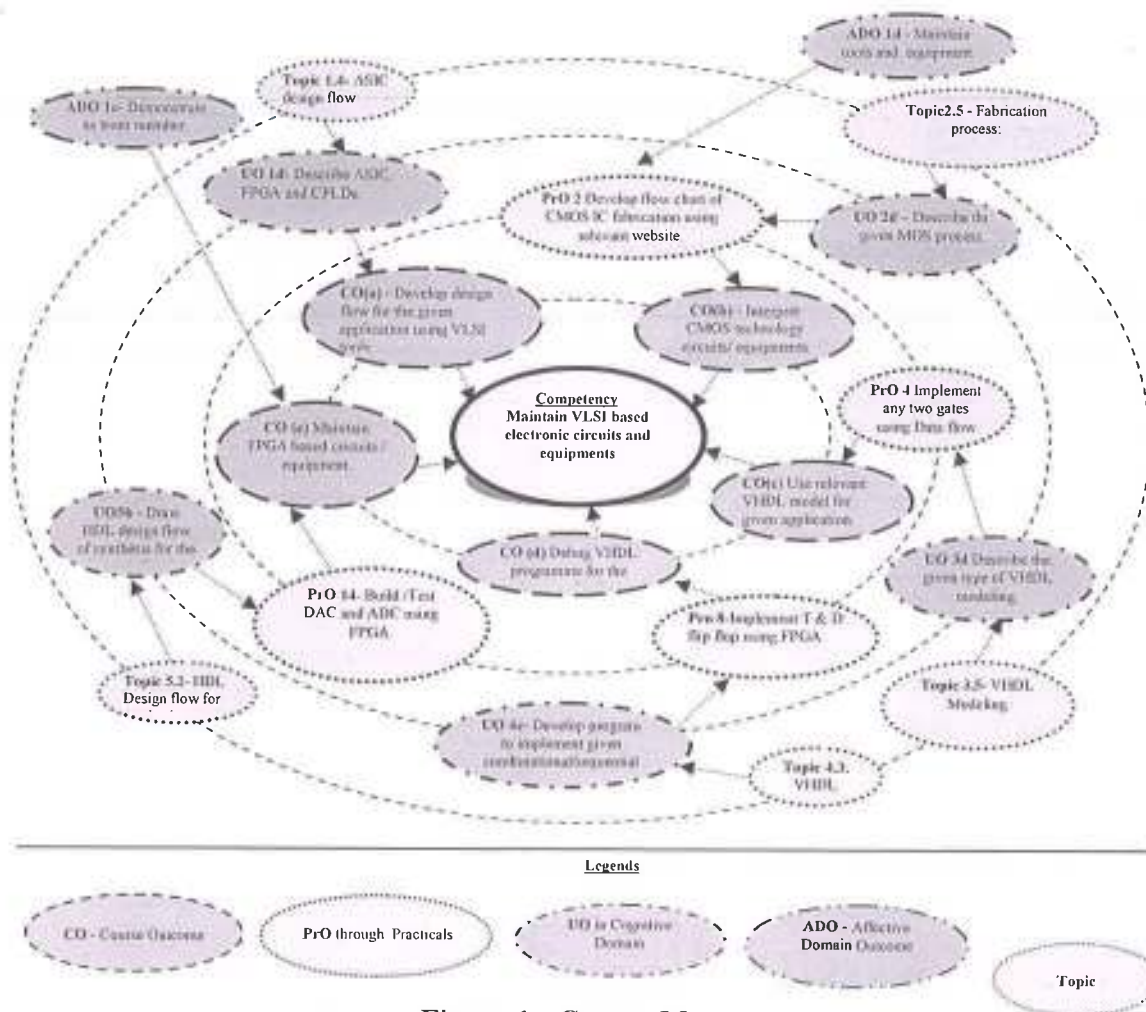 ADO 1d - Maintain
tools and equipment
Topic 1.4- ASIC
design flow
ADO 1c- Demonstrate
Topic2.5 - Fabrication
process:
UO 1d- Describe ASIC,
FPGA and CPLDs.
PrO 2 Develop flow chart of
CMOS IC fabrication using
relevant website
UO 2d - Describe the
given MOS process.
CO(a) - Develop design
flow for the given
application using VLSI
tools
CO(b) - Interpret
CMOS technology
circuits/ equipments
Competency
Maintain VLSI based
electronic circuits and
equipments
PrO 4 Implement
any two gates
using Data flow
CO (e) Maintain
FPGA based circuits /
equipment.
CO(c) Use relevant
VHDL model for
given application.
UO5b - Draw
HDL design flow
of synthesis for the
CO (d) Debug VHDL
programme for the
UO 3d Describe the
given type of VHDL
modeling.
PrO 14- Build /Test
DAC and ADC using
FPGA
Pro 8-Implement T & D
flip flop using FPGA
Topic 5.2- HDL
Design flow for
Topic 3.5- VHDL
Modeling
UO 4e- Develop program
to implement given
combinational/sequential
Topic 4.3.
VHDL
Legends
CO - Course Outcome
PrO through Practicals
UO in Cognitive
Domain
ADO - Affective
Domain Outcome
Topic